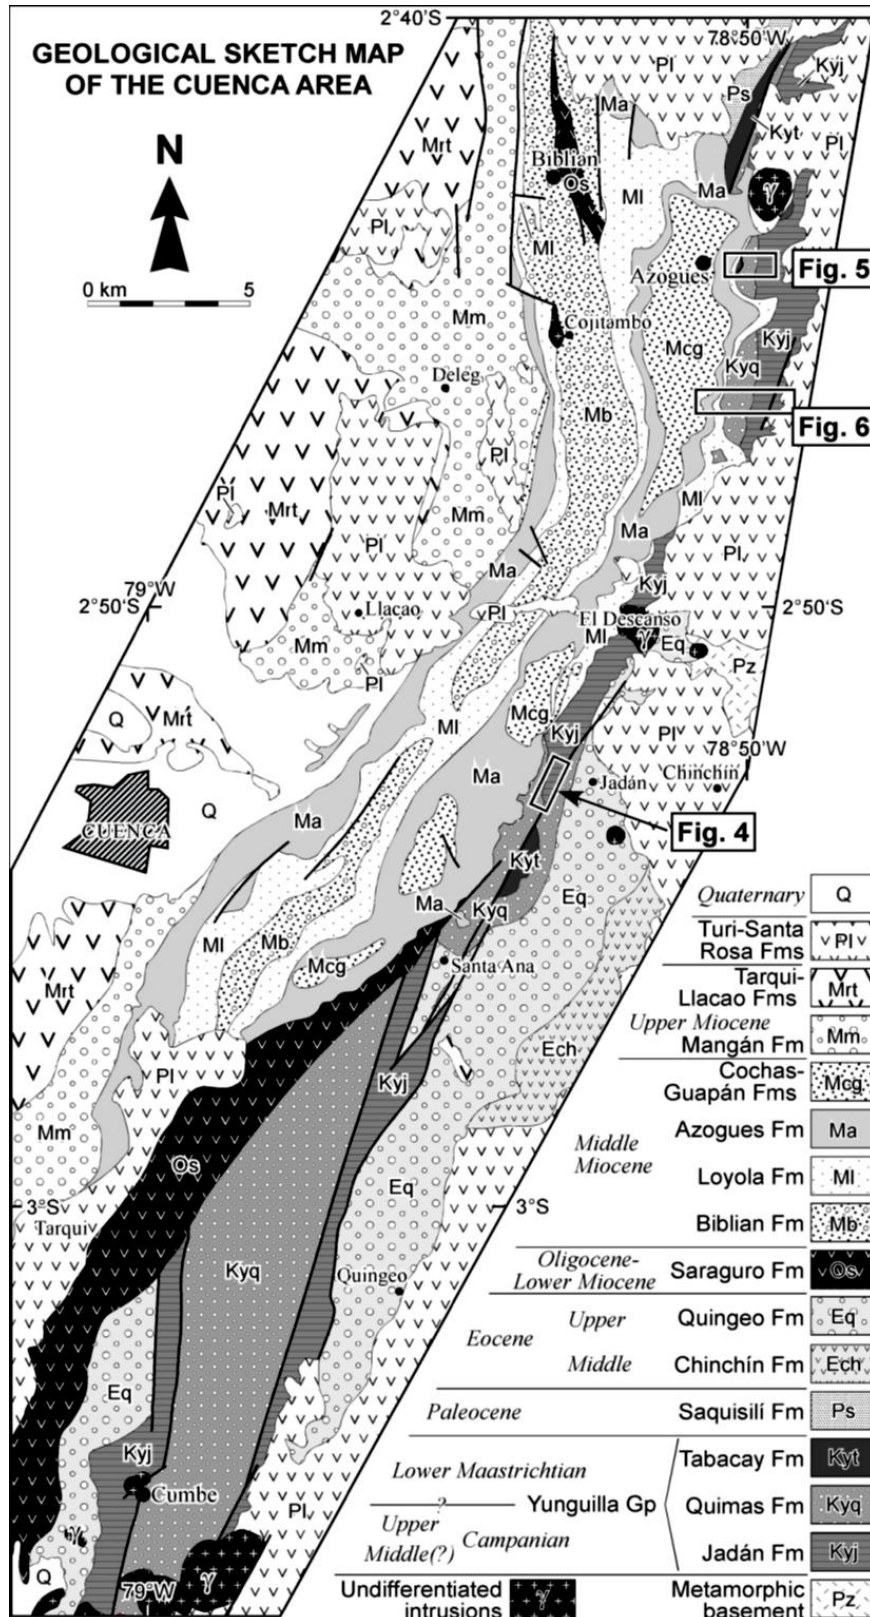 2°40'S
GEOLOGICAL SKETCH MAP
OF THE CUENCA AREA
78°50'W
Pl
Kyj
Ps
Ma
Kyt
N
Mrt
Biblian
Os
Pl
Ml
Ma
γ
Pl
Ml
Azogues
Fig. 5
0 km
5
Mm
Cojitambo
Kyj
Mcg
Kyq
Deleg
Mb
Fig. 6
Pl
Pl
Mrt
Mm
Ml
Pl
Ma
Pl
79°W
Ma
Kyj
2°50'S
Llacao
Pl
El Descanso
2°50'S
Mm
Ml
γ
Eq
Pz
Pl
Q
Mrt
Mcg
Ml
Kyj
Pl
78°50'W
Ma
Jadán
Chinchín
Q
CUENCA
Ma
Fig. 4
Kyt
Ma
Eq
Kyq
Ml
Mb
Mcg
Santa Ana
Mrt
Ech
Pl
Kyj
Mm
Os
Eq
3°S
3°S
Tarqui
Kyq
Quingeo
Eq
Kyj
Cumbe
Pl
γ
Q
79°W
γ
Quaternary
Q
Turi-Santa
Rosa Fms
Pl
Tarqui-
Llacao Fms
Mrt
Upper Miocene
Mangán Fm
Mm
Cochas-
Guapán Fms
Mcg
Middle
Miocene
Azogues Fm
Ma
Loyola Fm
Ml
Biblian Fm
Mb
Oligocene-
Lower Miocene
Saraguro Fm
Os
Eocene
Upper
Quingeo Fm
Eq
Middle
Chinchín Fm
Ech
Paleocene
Saquisilí Fm
Ps
Lower Maastrichtian
Tabacay Fm
Kyt
?
Yunguilla Gp
Quimas Fm
Kyq
Upper
Middle(?)
Campanian
Jadán Fm
Kyj
Undifferentiated
intrusions
γ
Metamorphic
basement
Pz